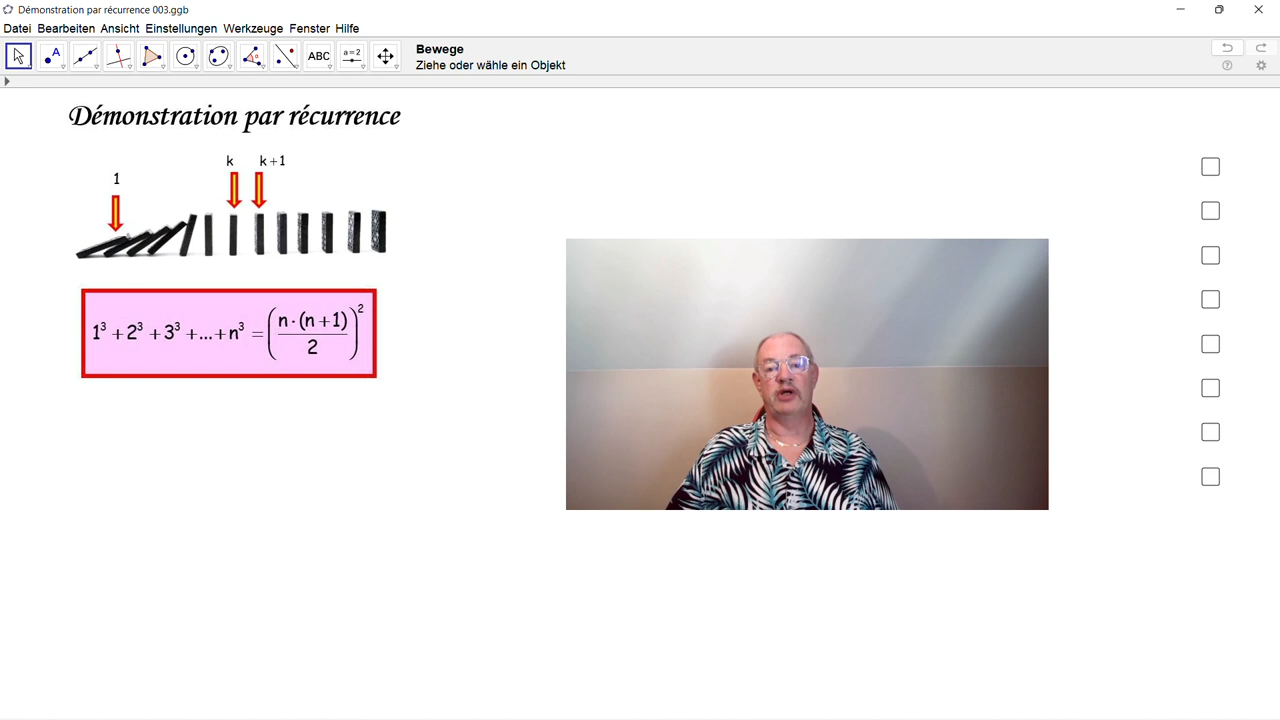 Démonstration par récurrence 003.ggb
Datei Bearbeiten Ansicht Einstellungen Werkzeuge Fenster Hilfe
A
ABC
a=2
Bewege
Ziehe oder wähle ein Objekt
Démonstration par récurrence
1
k
k+1
1³+2³+3³+...+n³ = (n·(n+1)/2)²